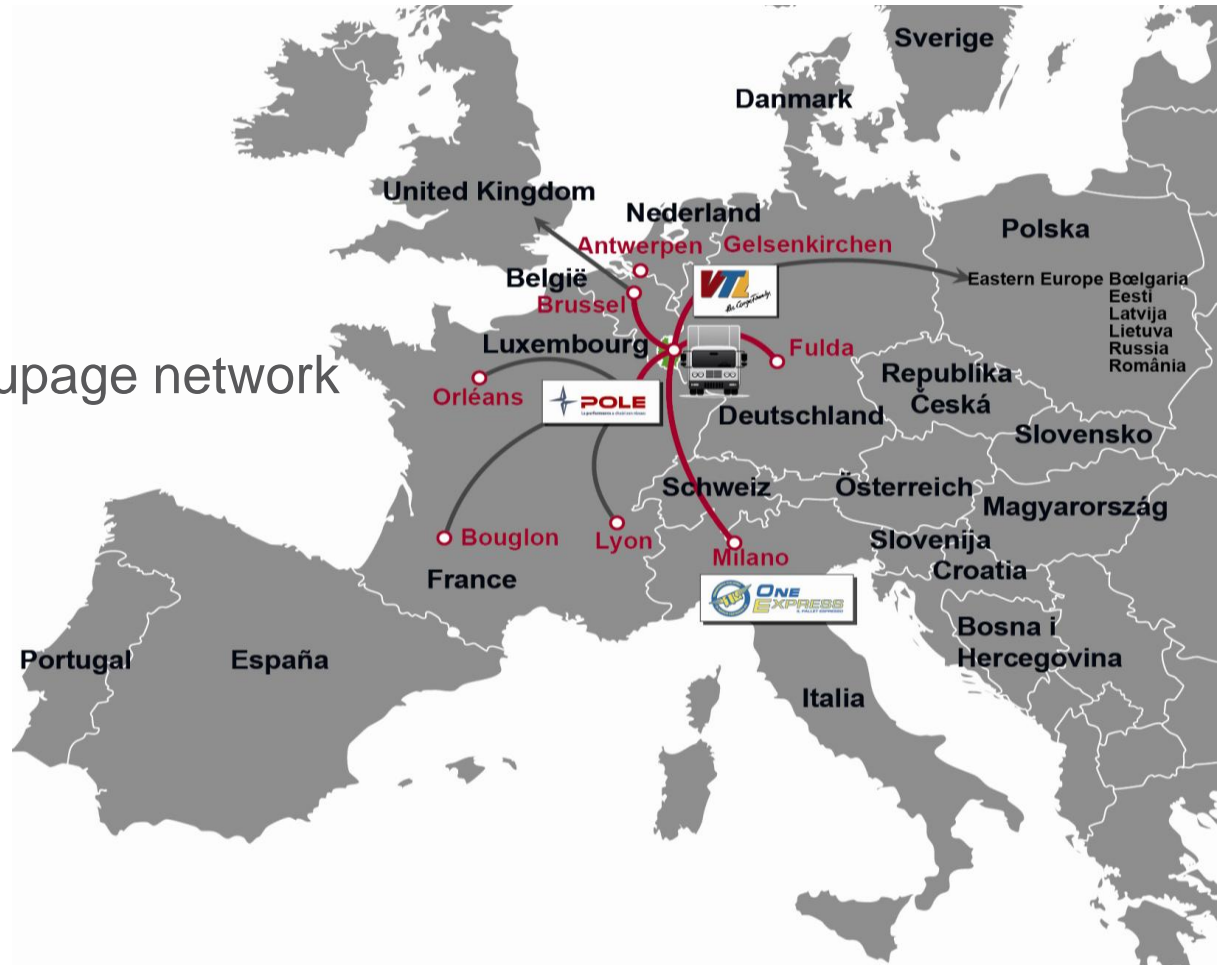 Sverige
Danmark
United Kingdom
Nederland
Polska
Antwerpen
Gelsenkirchen
België
VTL
Eastern Europe Bœlgaria
Eesti
Latvija
Lietuva
Russia
România
Brussel
Luxembourg
Fulda
upage network
Orléans
POLE
Republika
Česká
Deutschland
Slovensko
Schweiz
Österreich
Magyarország
Bouglon
Lyon
Milano
Slovenija
Croatia
France
ONE
EXPRESS
Bosna i
Hercegovina
Portugal
España
Italia